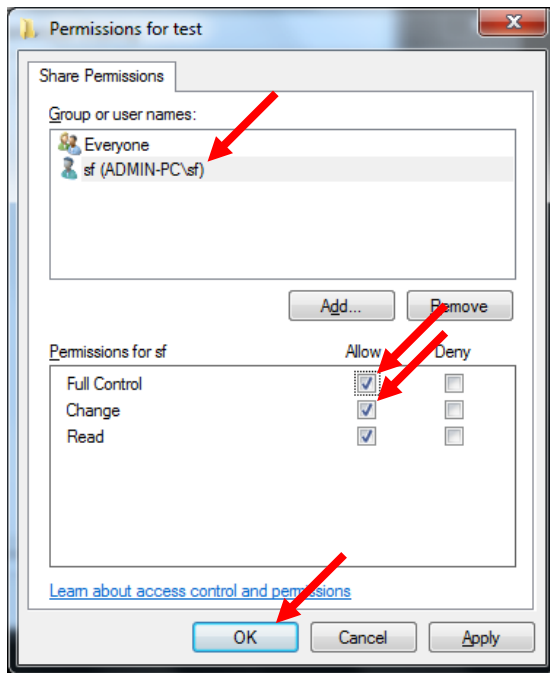 Permissions for test
Share Permissions
Group or user names:
Everyone
sf (ADMIN-PC\sf)
Add... Remove
Permissions for sf Allow Deny
Full Control
Change
Read
Learn about access control and permissions
OK Cancel Apply